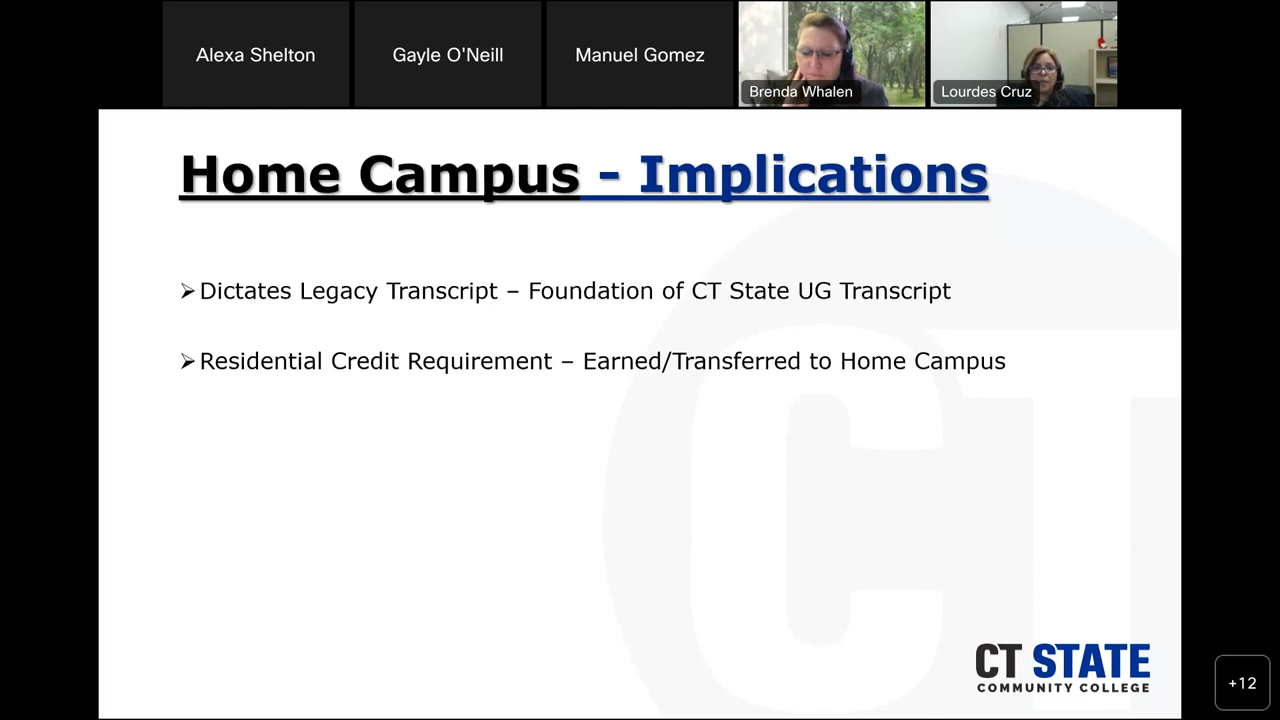 Alexa Shelton
Gayle O'Neill
Manuel Gomez
Brenda Whalen
Lourdes Cruz
Home Campus - Implications
➢Dictates Legacy Transcript – Foundation of CT State UG Transcript
➢Residential Credit Requirement – Earned/Transferred to Home Campus
CT
CT STATE
COMMUNITY COLLEGE
+12